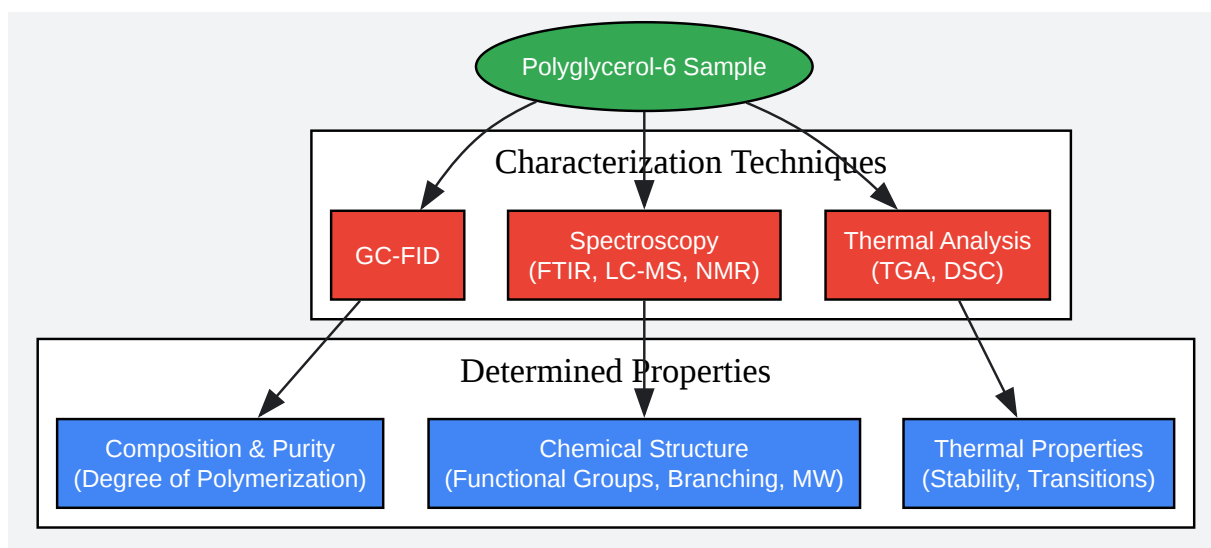 Polyglycerol-6 Sample
Characterization Techniques
GC-FID
Spectroscopy
(FTIR, LC-MS, NMR)
Thermal Analysis
(TGA, DSC)
Determined Properties
Composition & Purity
(Degree of Polymerization)
Chemical Structure
(Functional Groups, Branching, MW)
Thermal Properties
(Stability, Transitions)